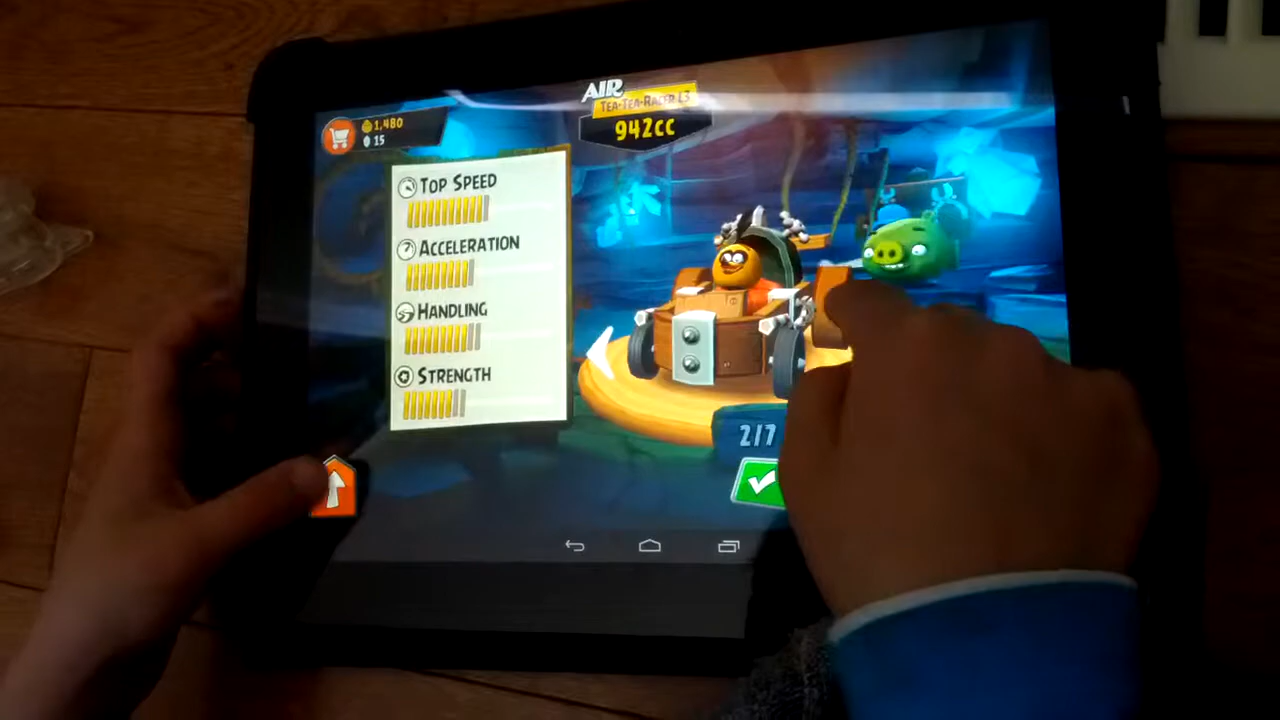 AIR
TEA-TEA-RACER L3
942CC
1,480
15
TOP SPEED
ACCELERATION
HANDLING
STRENGTH
2/7